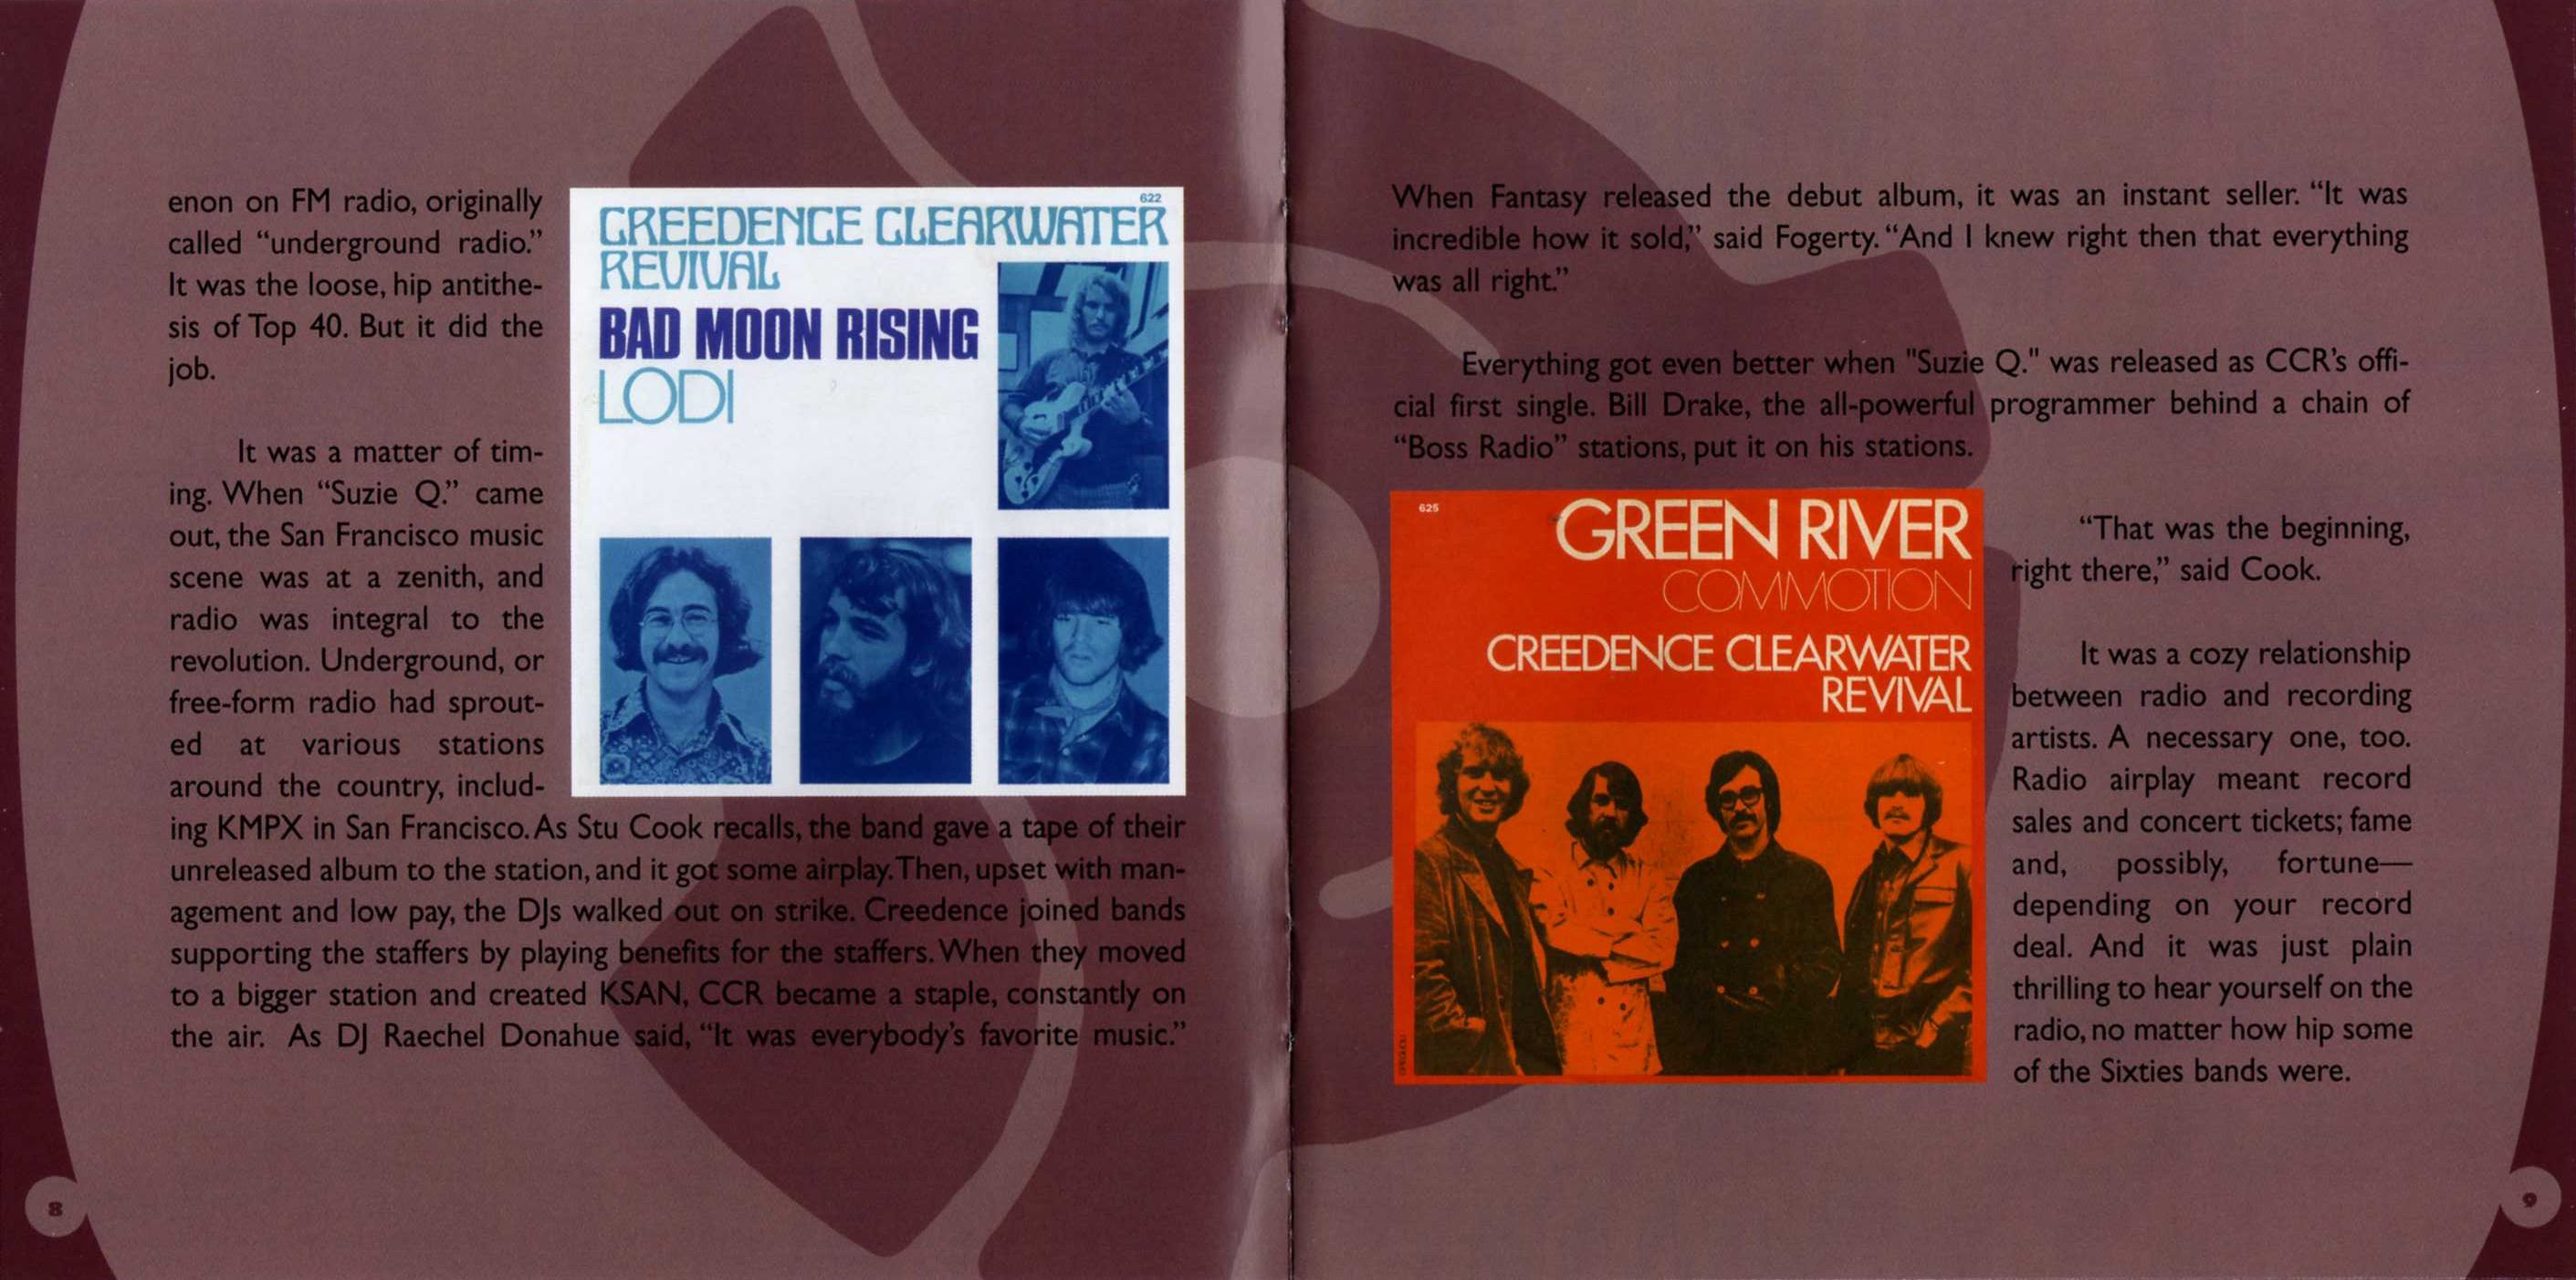 enon on FM radio, originally
called “underground radio.”
It was the loose, hip antithe-
sis of Top 40. But it did the
job.
It was a matter of tim-
ing. When “Suzie Q.” came
out, the San Francisco music
scene was at a zenith, and
radio was integral to the
revolution. Underground, or
free-form radio had sprout-
ed at various stations
around the country, includ-
ing KMPX in San Francisco. As Stu Cook recalls, the band gave a tape of their
unreleased album to the station, and it got some airplay. Then, upset with man-
agement and low pay, the DJs walked out on strike. Creedence joined bands
supporting the staffers by playing benefits for the staffers. When they moved
to a bigger station and created KSAN, CCR became a staple, constantly on
the air. As DJ Raechel Donahue said, “It was everybody’s favorite music.”
622
CREEDENCE CLEARWATER
REVIVAL
BAD MOON RISING
LODI
8
When Fantasy released the debut album, it was an instant seller. “It was
incredible how it sold,” said Fogerty. “And I knew right then that everything
was all right.”
Everything got even better when "Suzie Q." was released as CCR’s offi-
cial first single. Bill Drake, the all-powerful programmer behind a chain of
“Boss Radio” stations, put it on his stations.
625
GREEN RIVER
COMMOTION
CREEDENCE CLEARWATER
REVIVAL
“That was the beginning,
right there,” said Cook.
It was a cozy relationship
between radio and recording
artists. A necessary one, too.
Radio airplay meant record
sales and concert tickets; fame
and, possibly, fortune—
depending on your record
deal. And it was just plain
thrilling to hear yourself on the
radio, no matter how hip some
of the Sixties bands were.
9